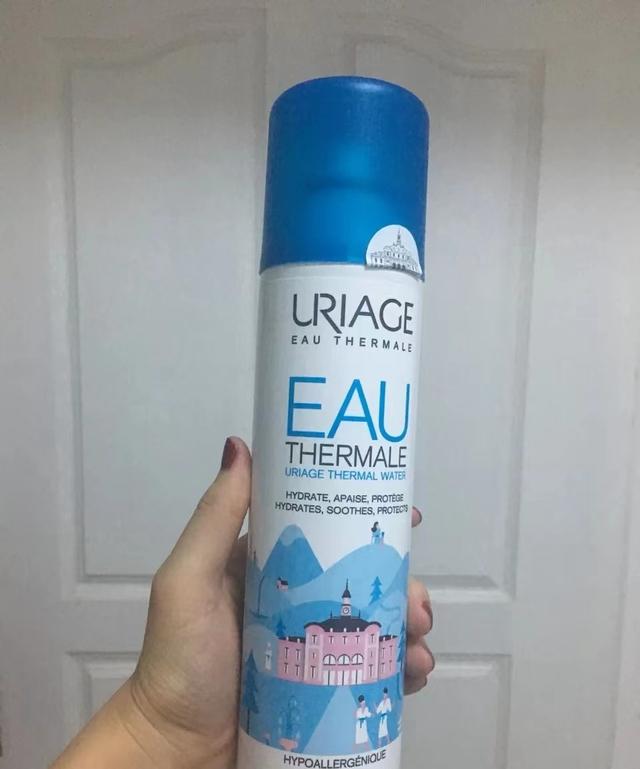 URIAGE
EAU THERMALE
EAU
THERMALE
URIAGE THERMAL WATER
HYDRATE, APAISE, PROTÈGE
HYDRATES, SOOTHES, PROTECTS
HYPOALLERGÉNIQUE